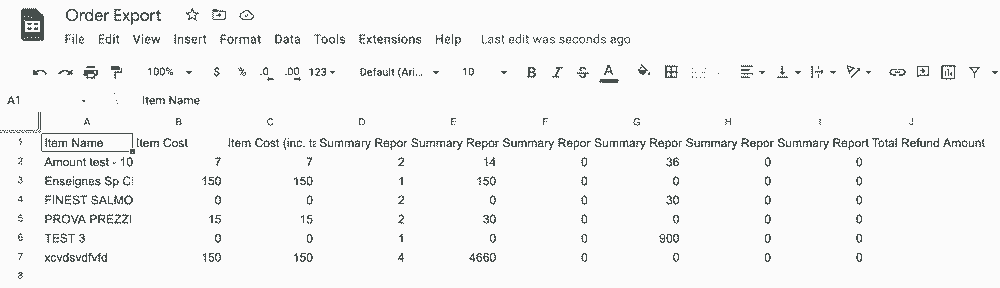 Order Export
File Edit View Insert Format Data Tools Extensions Help Last edit was seconds ago
100% $ % .0 .00 123 Default (Ari... 10 B I S A
A1 Item Name
A B C D E F G H I J
1 Item Name Item Cost Item Cost (inc. ta Summary Repor Summary Repor Summary Repor Summary Repor Summary Repor Summary Report Total Refund Amount
2 Amount test - 10 7 7 2 14 0 36 0 0
3 Enseignes Sp C 150 150 1 150 0 0 0 0
4 FINEST SALMO 0 0 2 0 0 30 0 0
5 PROVA PREZZI 15 15 2 30 0 0 0 0
6 TEST 3 0 0 1 0 0 900 0 0
7 xcvdsvdfvfd 150 150 4 4660 0 0 0 0
8